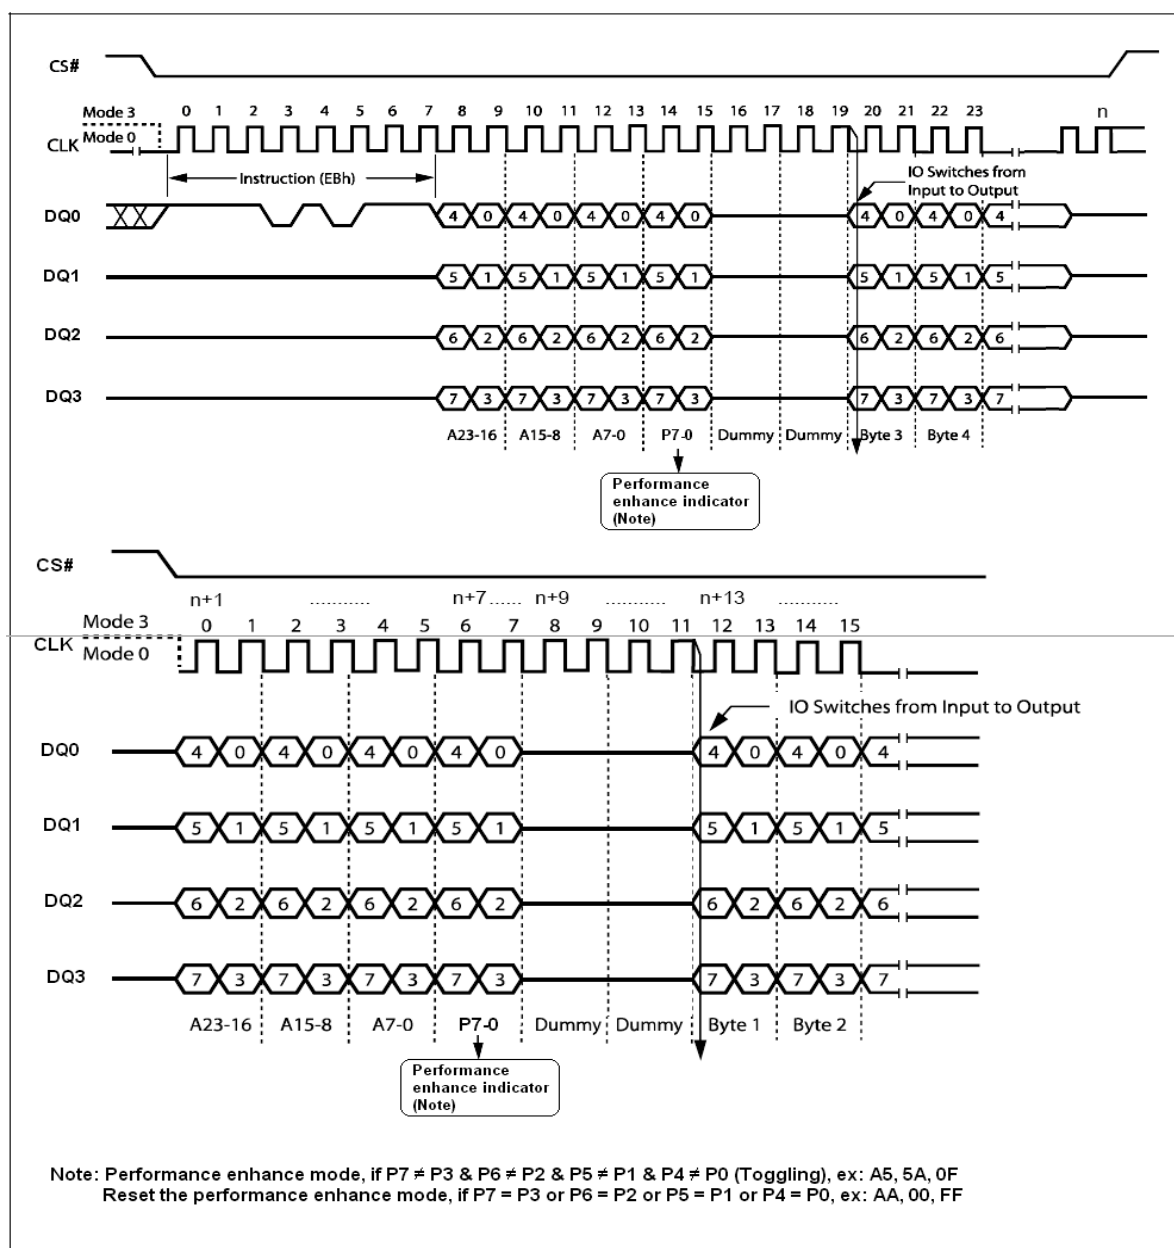 CS#
Mode 3
0 1 2 3 4 5 6 7 8 9 10 11 12 13 14 15 16 17 18 19 20 21 22 23 n
CLK Mode 0
Instruction (EBh)
IO Switches from
Input to Output
DQ0 4 0 4 0 4 0 4 0 4 0 4 0 4
DQ1 5 1 5 1 5 1 5 1 5 1 5 1 5
DQ2 6 2 6 2 6 2 6 2 6 2 6 2 6
DQ3 7 3 7 3 7 3 7 3 7 3 7 3 7
A23-16 A15-8 A7-0 P7-0 Dummy Dummy Byte 3 Byte 4
Performance
enhance indicator
(Note)
CS#
n+1 ........... n+7 ...... n+9 ........... n+13 ...........
Mode 3 0 1 2 3 4 5 6 7 8 9 10 11 12 13 14 15
CLK Mode 0
IO Switches from Input to Output
DQ0 4 0 4 0 4 0 4 0 4 0 4 0 4
DQ1 5 1 5 1 5 1 5 1 5 1 5 1 5
DQ2 6 2 6 2 6 2 6 2 6 2 6 2 6
DQ3 7 3 7 3 7 3 7 3 7 3 7 3 7
A23-16 A15-8 A7-0 P7-0 Dummy Dummy Byte 1 Byte 2
Performance
enhance indicator
(Note)
Note: Performance enhance mode, if P7 ≠ P3 & P6 ≠ P2 & P5 ≠ P1 & P4 ≠ P0 (Toggling), ex: A5, 5A, 0F
Reset the performance enhance mode, if P7 = P3 or P6 = P2 or P5 = P1 or P4 = P0, ex: AA, 00, FF